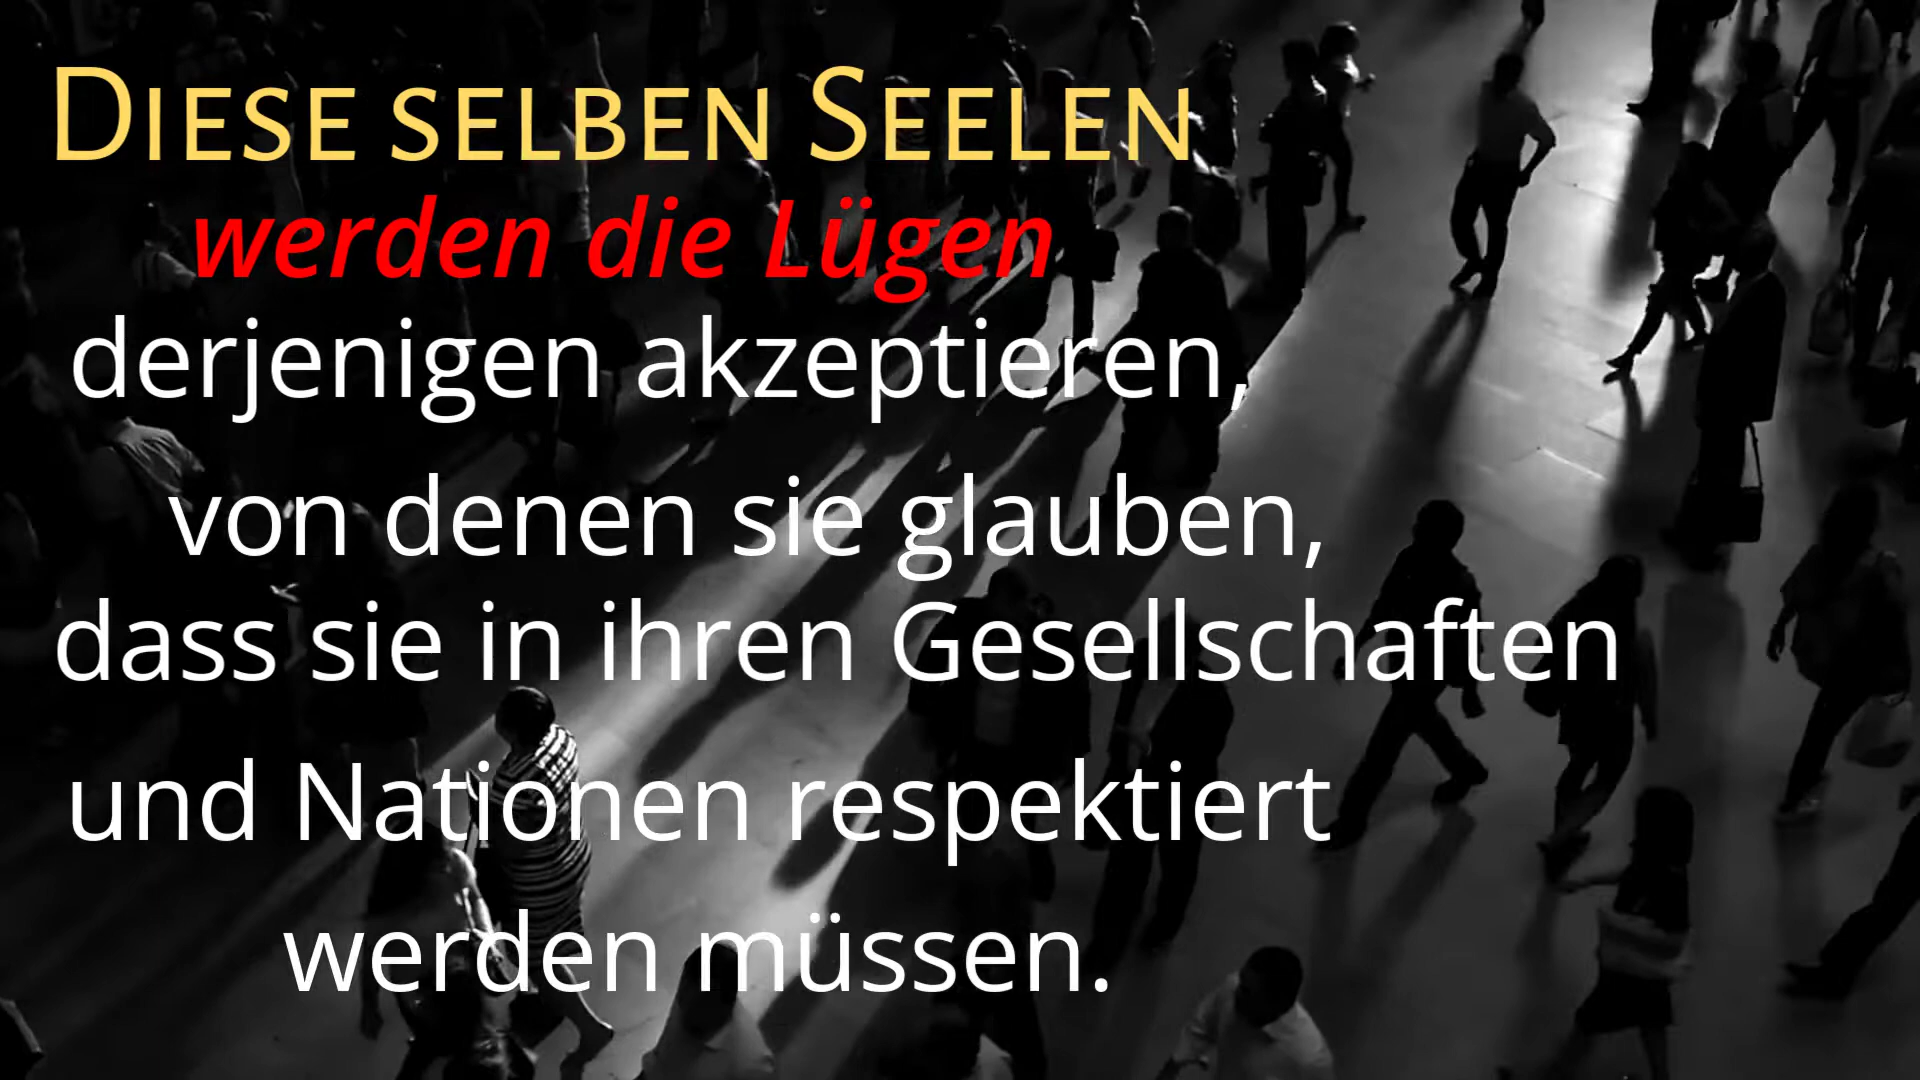 Diese selben Seelen
werden die Lügen
derjenigen akzeptieren,
von denen sie glauben,
dass sie in ihren Gesellschaften
und Nationen respektiert
werden müssen.